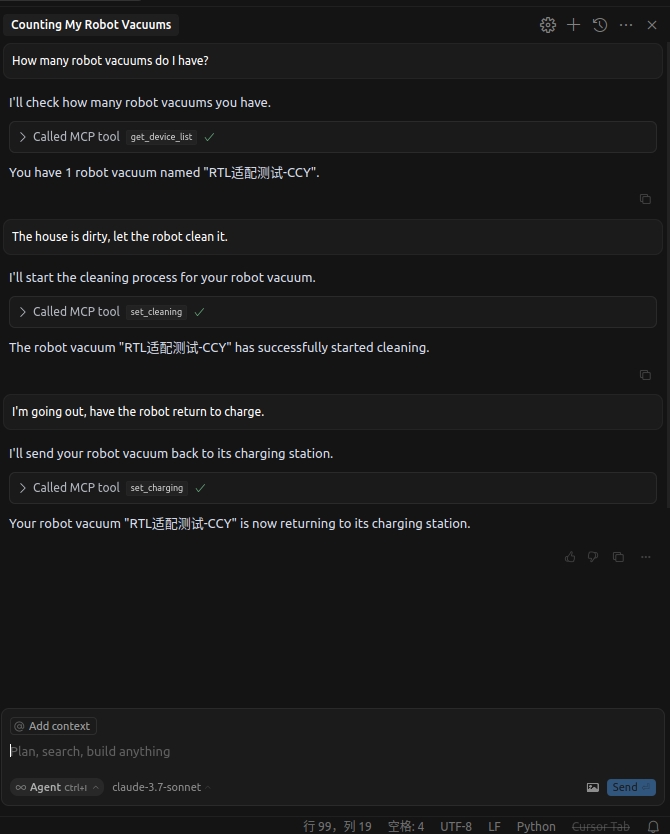 Counting My Robot Vacuums
How many robot vacuums do I have?
I'll check how many robot vacuums you have.
Called MCP tool get_device_list
You have 1 robot vacuum named "RTL适配测试-CCY".
The house is dirty, let the robot clean it.
I'll start the cleaning process for your robot vacuum.
Called MCP tool set_cleaning
The robot vacuum "RTL适配测试-CCY" has successfully started cleaning.
I'm going out, have the robot return to charge.
I'll send your robot vacuum back to its charging station.
Called MCP tool set_charging
Your robot vacuum "RTL适配测试-CCY" is now returning to its charging station.
@ Add context
Plan, search, build anything
∞ Agent Ctrl+I claude-3.7-sonnet Send ⏎
行 99，列 19 空格: 4 UTF-8 LF Python Cursor Tab